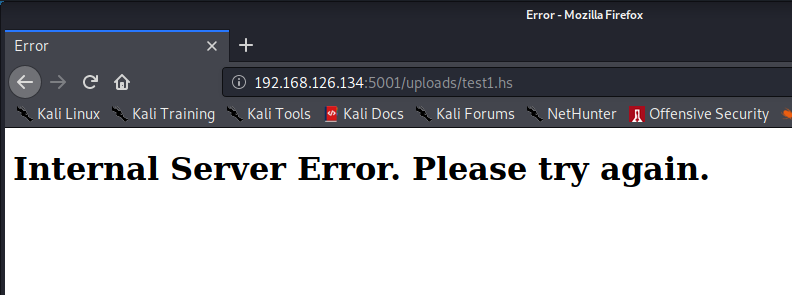 Error - Mozilla Firefox
Error
192.168.126.134:5001/uploads/test1.hs
Kali Linux Kali Training Kali Tools Kali Docs Kali Forums NetHunter Offensive Security
Internal Server Error. Please try again.